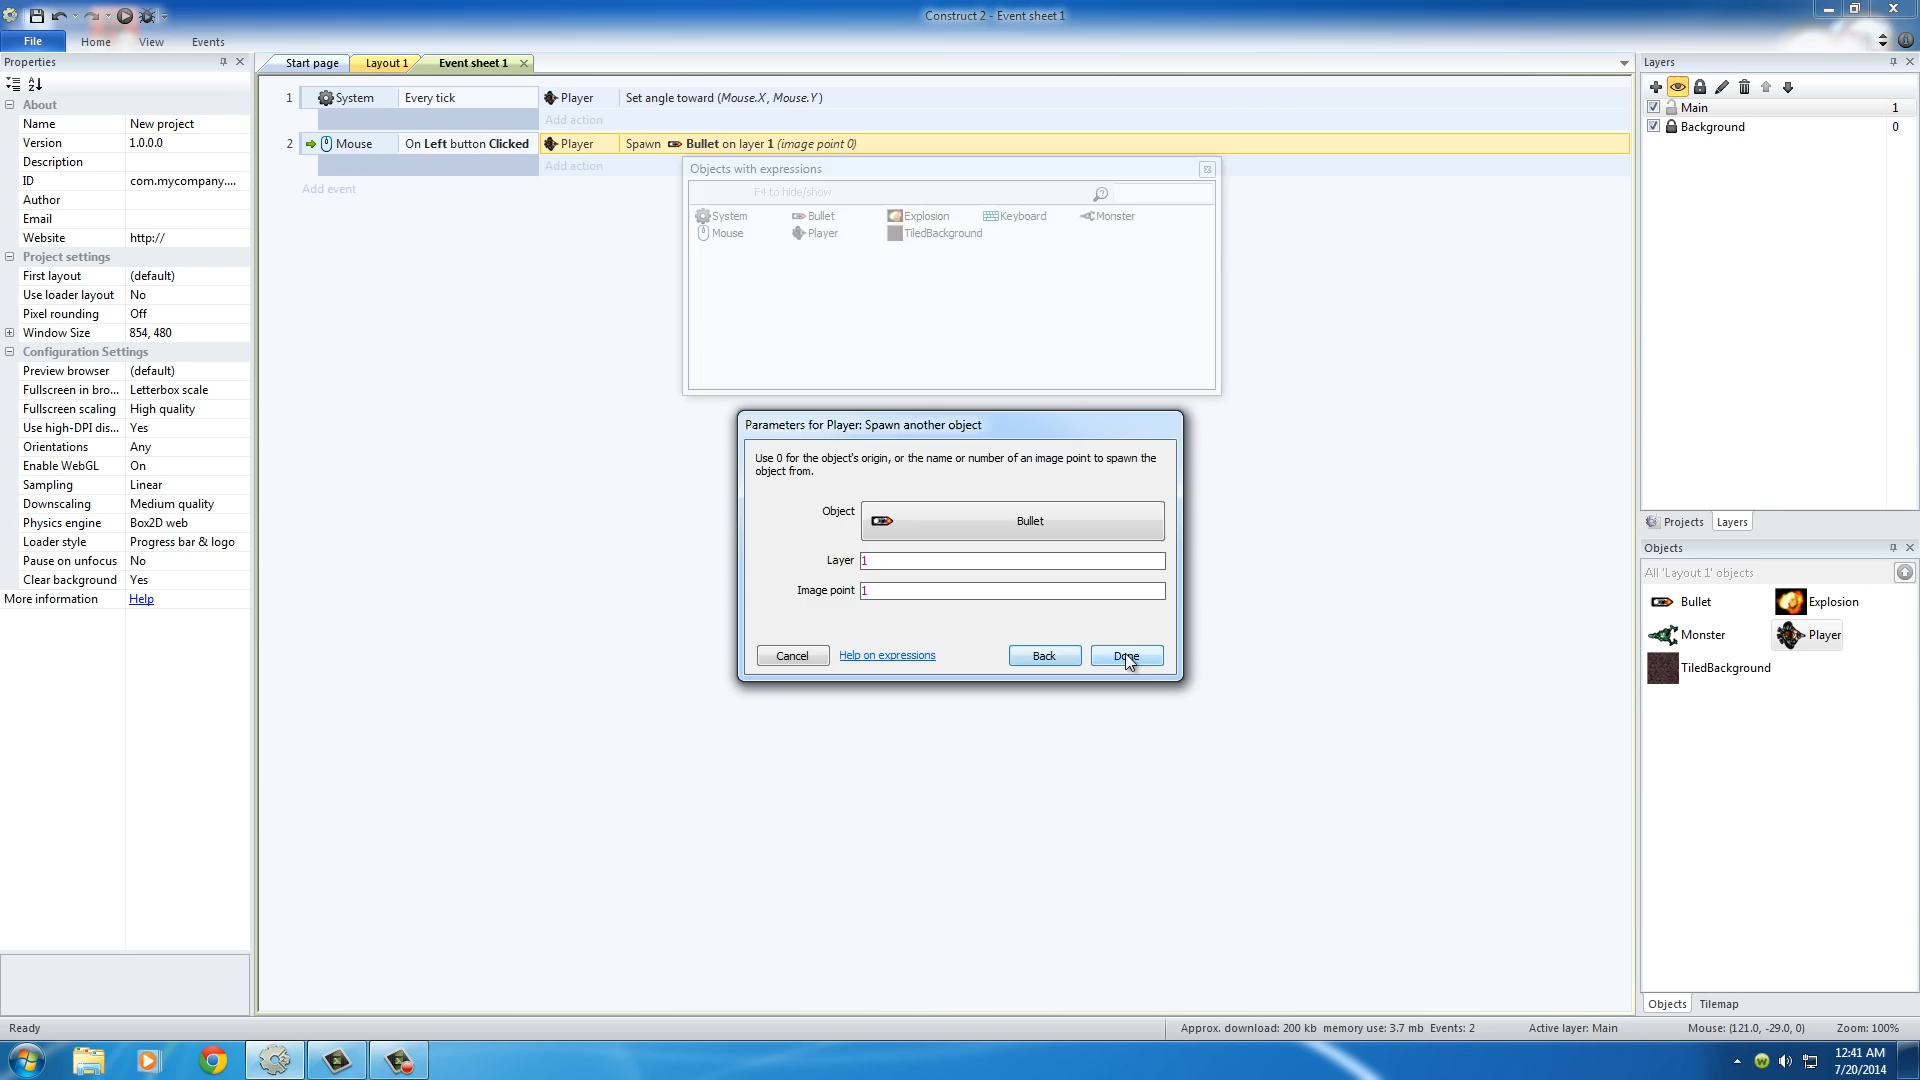 Construct 2 - Event sheet 1
File
Home
View
Events
Properties
About
Name
New project
Version
1.0.0.0
Description
ID
com.mycompany....
Author
Email
Website
http://
Project settings
First layout
(default)
Use loader layout
No
Pixel rounding
Off
Window Size
854, 480
Configuration Settings
Preview browser
(default)
Fullscreen in bro...
Letterbox scale
Fullscreen scaling
High quality
Use high-DPI dis...
Yes
Orientations
Any
Enable WebGL
On
Sampling
Linear
Downscaling
Medium quality
Physics engine
Box2D web
Loader style
Progress bar & logo
Pause on unfocus
No
Clear background
Yes
More information
Help
Start page
Layout 1
Event sheet 1
1
System
Every tick
Player
Set angle toward (Mouse.X, Mouse.Y)
Add action
2
Mouse
On Left button Clicked
Player
Spawn Bullet on layer 1 (image point 0)
Add action
Add event
Objects with expressions
F4 to hide/show
System
Bullet
Explosion
Keyboard
Monster
Mouse
Player
TiledBackground
Parameters for Player: Spawn another object
Use 0 for the object's origin, or the name or number of an image point to spawn the
object from.
Object
Bullet
Layer
1
Image point
1
Cancel
Help on expressions
Back
Done
Layers
Main
1
Background
0
Projects
Layers
Objects
All 'Layout 1' objects
Bullet
Explosion
Monster
Player
TiledBackground
Objects
Tilemap
Ready
Approx. download: 200 kb memory use: 3.7 mb Events: 2
Active layer: Main
Mouse: (121.0, -29.0, 0)
Zoom: 100%
12:41 AM
7/20/2014